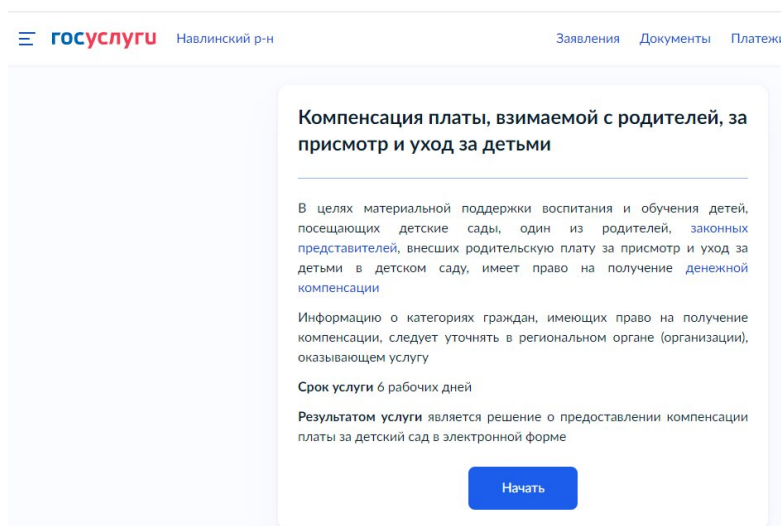 госуслуги Навлинский р-н Заявления Документы Платежи
Компенсация платы, взимаемой с родителей, за
присмотр и уход за детьми
В целях материальной поддержки воспитания и обучения детей,
посещающих детские сады, один из родителей, законных
представителей, внесших родительскую плату за присмотр и уход за
детьми в детском саду, имеет право на получение денежной
компенсации
Информацию о категориях граждан, имеющих право на получение
компенсации, следует уточнять в региональном органе (организации),
оказывающем услугу
Срок услуги 6 рабочих дней
Результатом услуги является решение о предоставлении компенсации
платы за детский сад в электронной форме
Начать